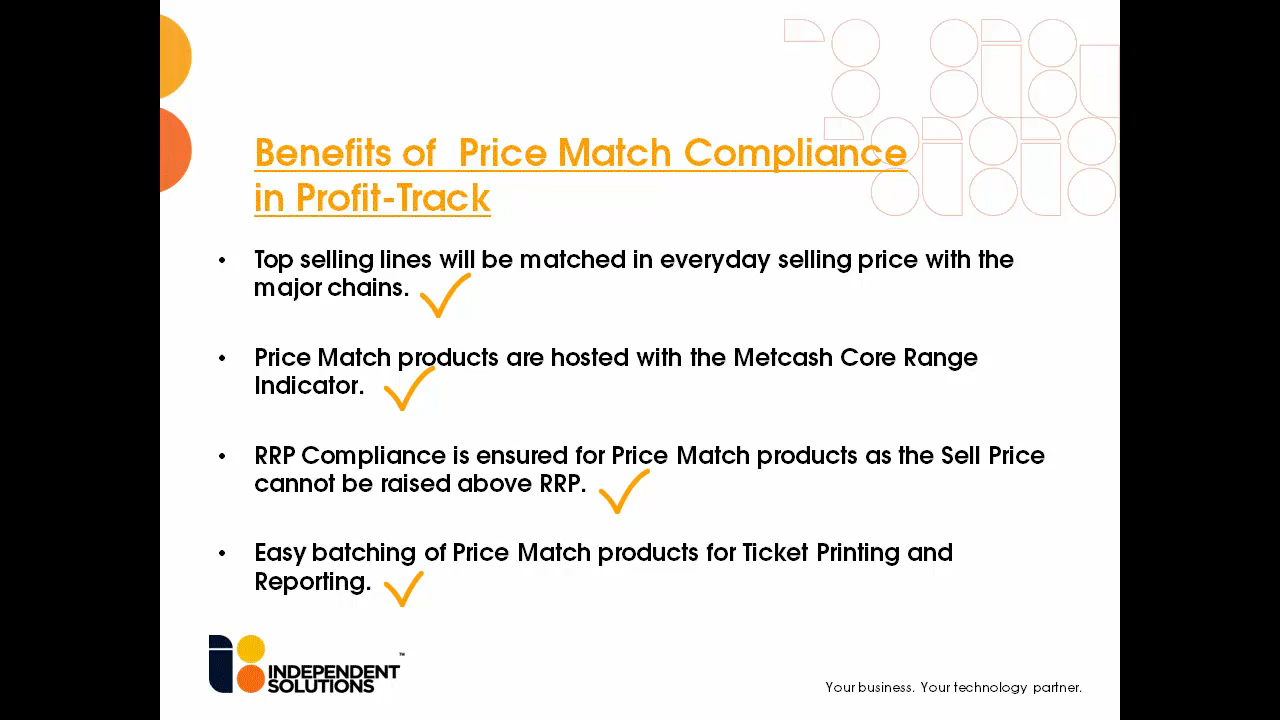 Benefits of  Price Match Compliance
in Profit-Track
• Top selling lines will be matched in everyday selling price with the
major chains.
• Price Match products are hosted with the Metcash Core Range
Indicator.
• RRP Compliance is ensured for Price Match products as the Sell Price
cannot be raised above RRP.
• Easy batching of Price Match products for Ticket Printing and
Reporting.
INDEPENDENT
SOLUTIONS™
Your business. Your technology partner.